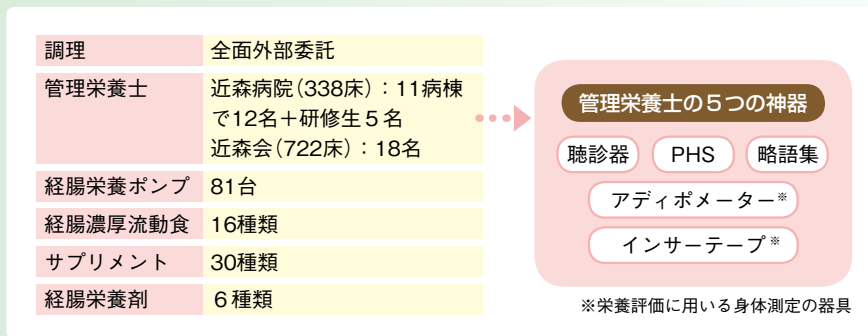 調理 全面外部委託
管理栄養士 近森病院(338床):11病棟
で12名+研修生5名
近森会(722床):18名
経腸栄養ポンプ 81台
経腸濃厚流動食 16種類
サプリメント 30種類
経腸栄養剤 6種類
管理栄養士の5つの神器
聴診器 PHS 略語集
アディポメーター※
インサーテープ※
※栄養評価に用いる身体測定の器具